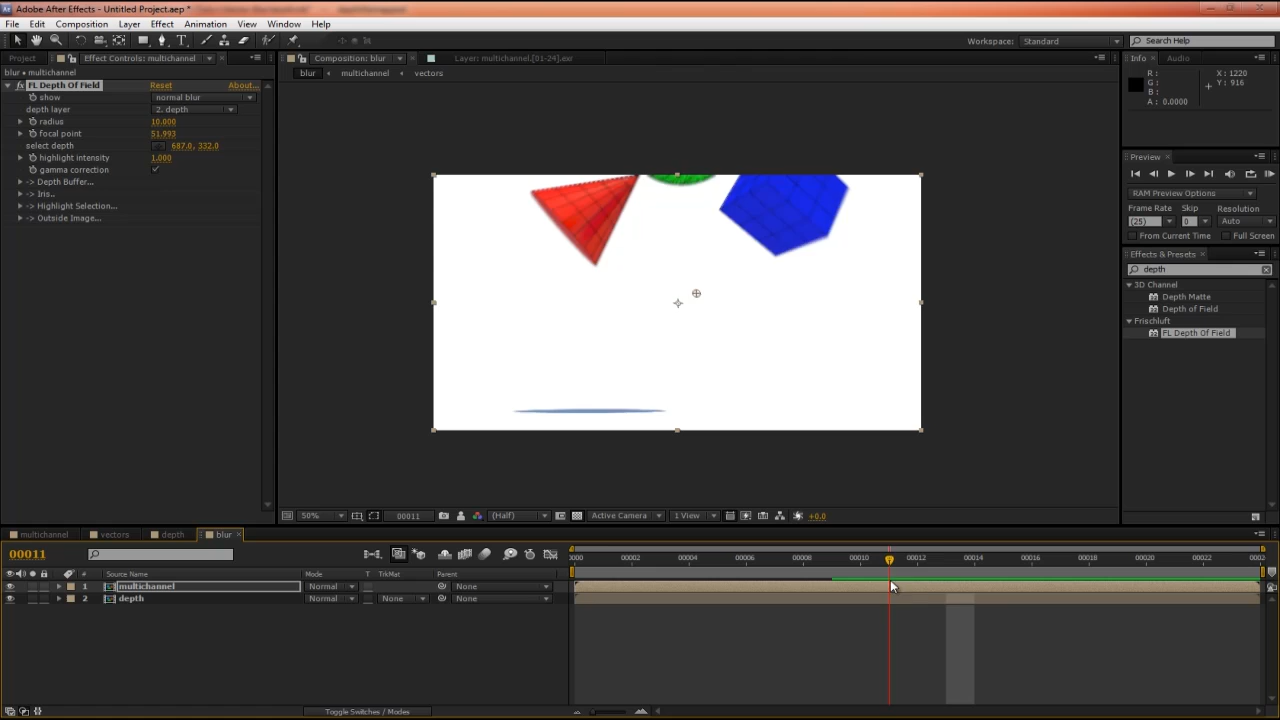 Adobe After Effects - Untitled Project.aep *
File Edit Composition Layer Effect Animation View Window Help
Workspace: Standard Search Help
Project Effect Controls: multichannel Composition: blur Layer: multichannel.[01-24].exr Info Audio
blur • multichannel
blur multichannel vectors
fx FL Depth Of Field Reset About...
show normal blur
depth layer 2. depth
radius 10.000
focal point 51.993
select depth 687.0, 332.0
highlight intensity 1.000
gamma correction
-> Depth Buffer...
-> Iris..
-> Highlight Selection...
-> Outside Image...
R : X : 1220
G : Y : 916
B :
A : 0.0000
Preview
RAM Preview Options
Frame Rate Skip Resolution
(25) 0 Auto
From Current Time Full Screen
Effects & Presets
depth
3D Channel
Depth Matte
Depth of Field
Frischluft
FL Depth Of Field
50% 00011 (Half) Active Camera 1 View +0.0
multichannel vectors depth blur
00011
0000 00002 00004 00006 00008 00010 00012 00014 00016 00018 00020 00022 0002
# Source Name Mode T TrkMat Parent
1 multichannel Normal None
2 depth Normal None None
Toggle Switches / Modes